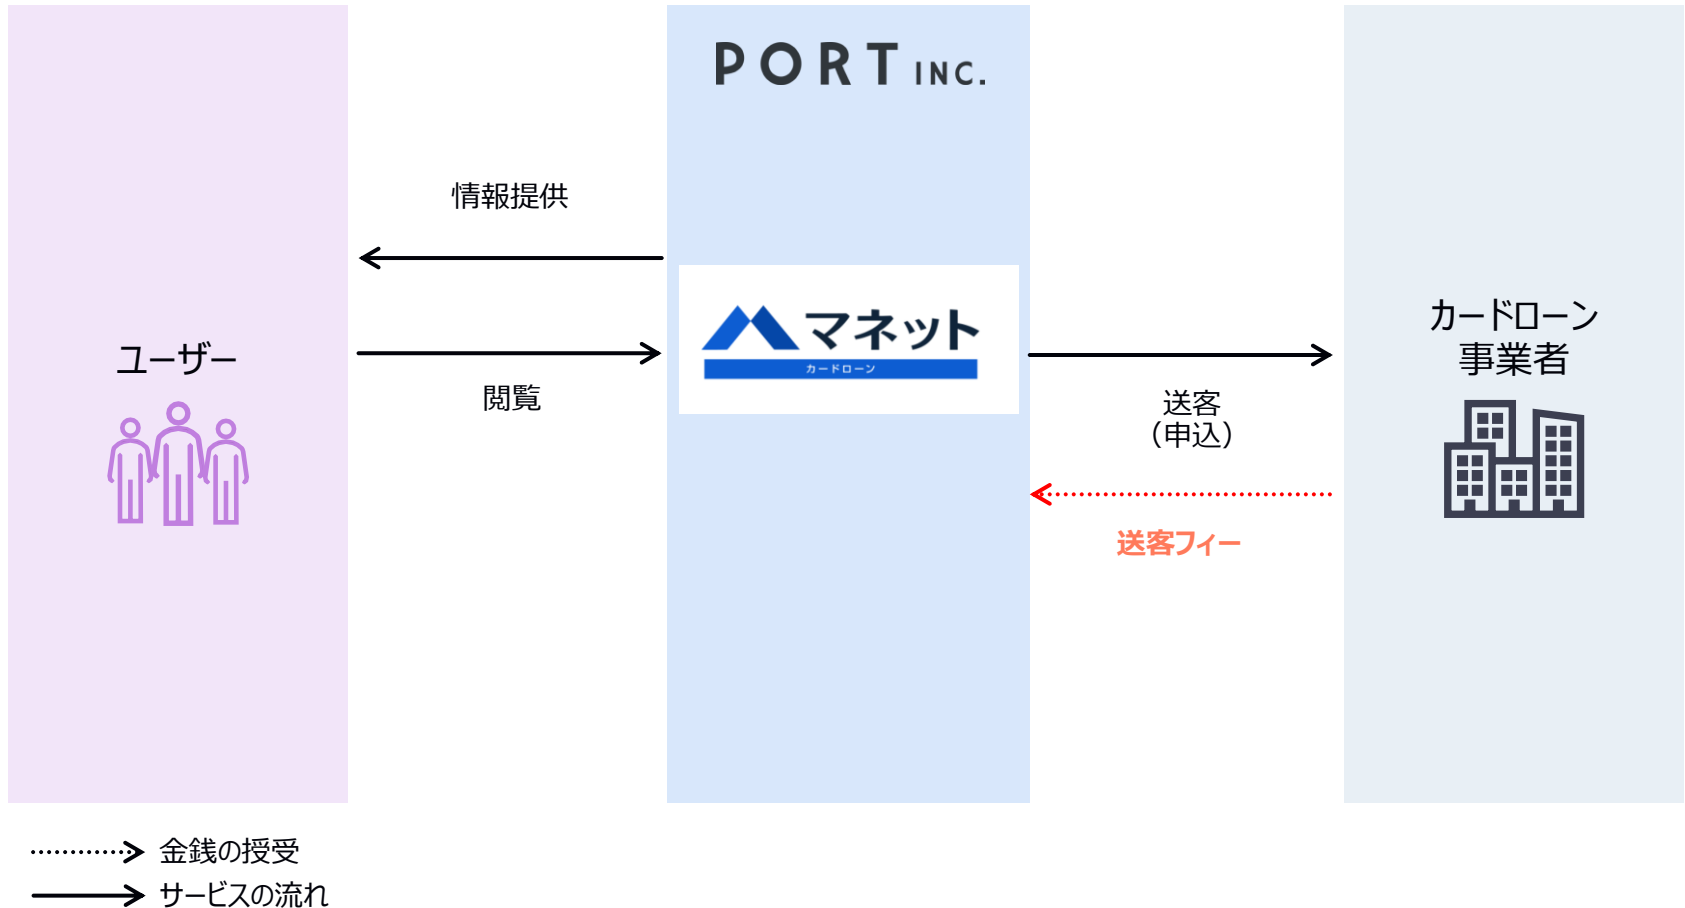 PORT INC.
情報提供
ユーザー
閲覧
マネット
カードローン
送客
（申込）
送客フィー
カードローン
事業者
金銭の授受
サービスの流れ